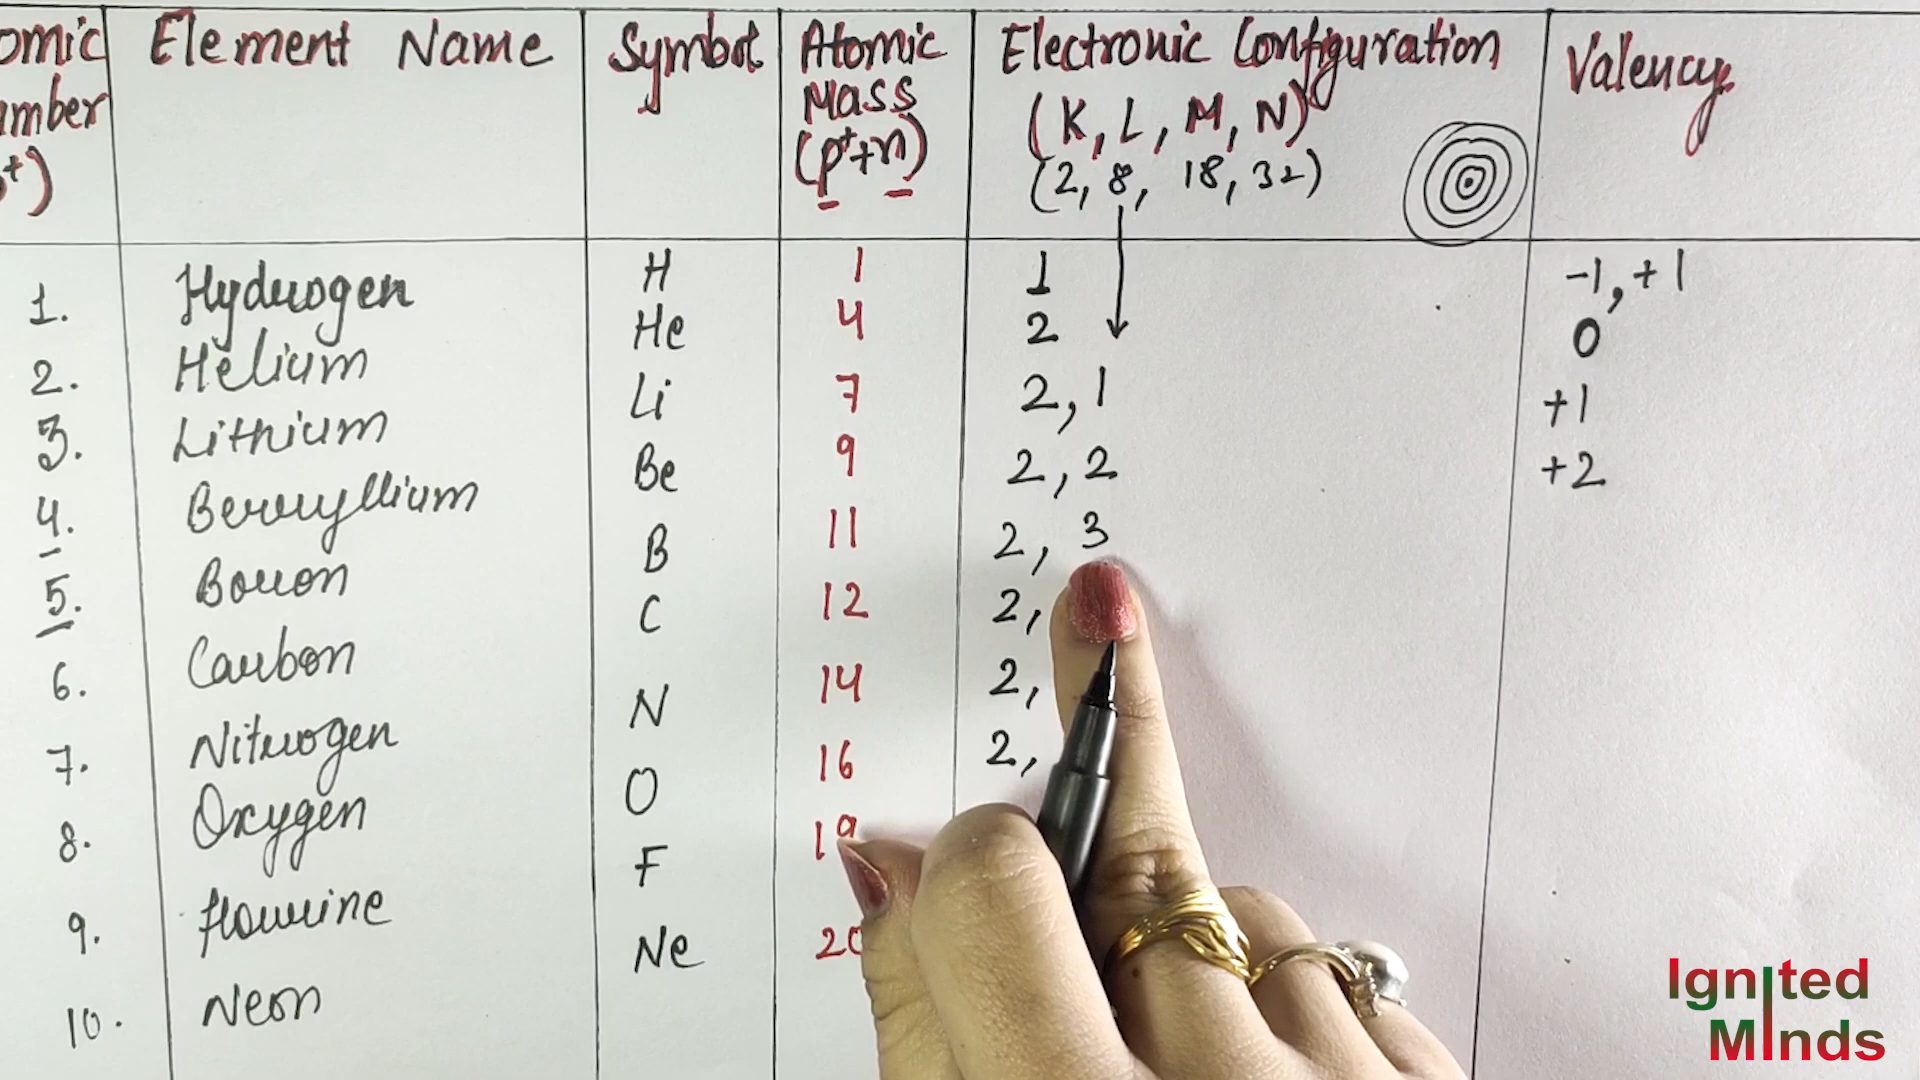 omic Element Name Symbol Atomic Electronic Configuration Valency
umber Mass (K, L, M, N)
+) (p⁺+n) (2, 8, 18, 32)
1. Hydrogen H 1 1 -1, +1
2. Helium He 4 2 0
3. Lithium Li 7 2, 1 +1
4. Berryllium Be 9 2, 2 +2
5. Boron B 11 2, 3
6. Carbon C 12 2,
7. Nitrogen N 14 2,
8. Oxygen O 16 2,
9. flourine F 19
10. Neon Ne 20
Ignited
Minds